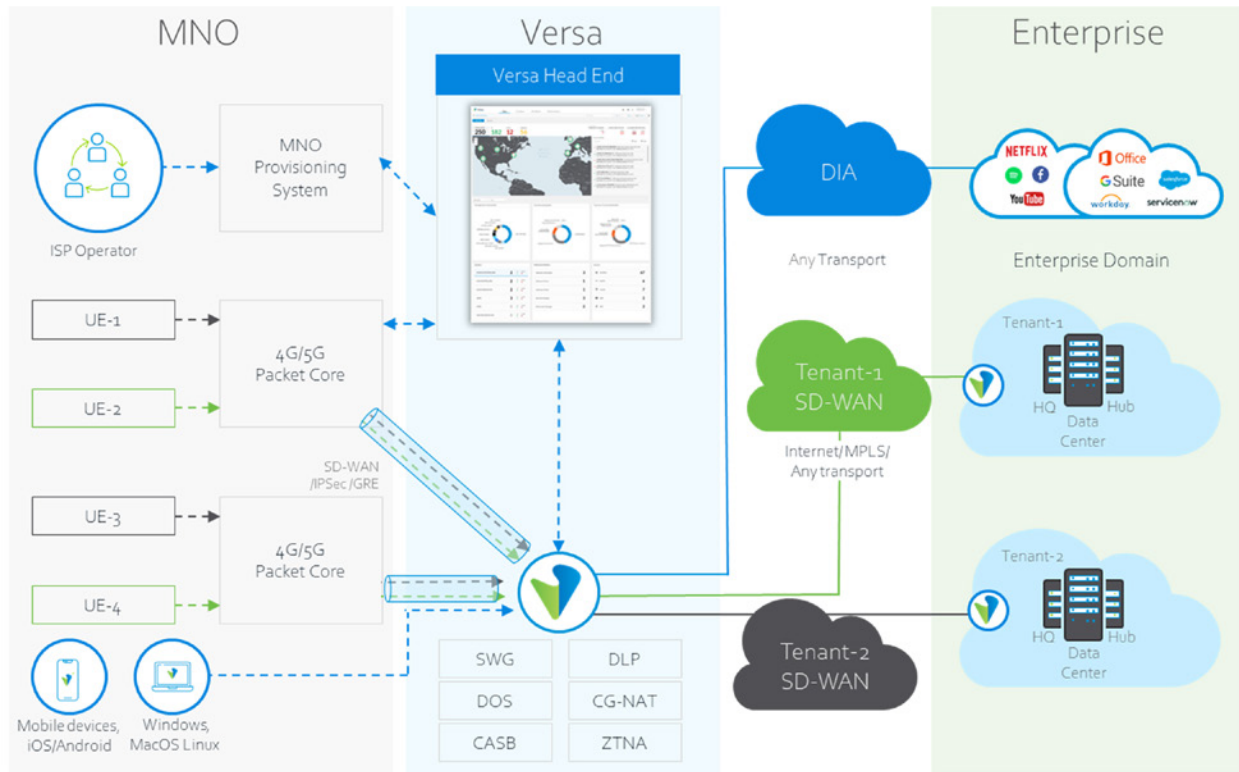 MNO
Versa
Enterprise
Versa Head End
MNO
Provisioning
System
ISP Operator
290
12
DIA
Any Transport
NETFLIX
YouTube
Office
G Suite
salesforce
workday.
servicenow
Enterprise Domain
UE-1
UE-2
4G/5G
Packet Core
SD-WAN
/IPSec /GRE
UE-3
UE-4
4G/5G
Packet Core
Tenant-1
SD-WAN
Internet/MPLS/
Any transport
Tenant-1
HQ
Hub
Data
Center
Tenant-2
SD-WAN
Tenant-2
HQ
Hub
Data
Center
Mobile devices,
iOS/Android
Windows,
MacOS Linux
SWG
DLP
DOS
CG-NAT
CASB
ZTNA